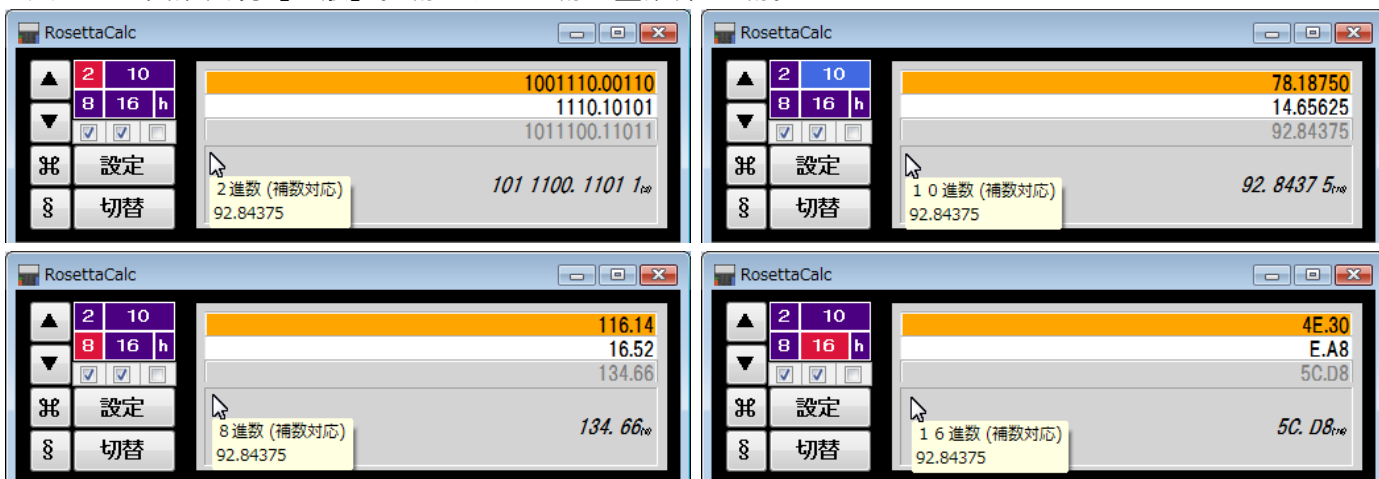 RosettaCalc
▲ 2 10
8 16 h
▼
⌘ 設定
§ 切替
1001110.00110
1110.10101
1011100.11011
101 1100. 1101 1
2進数 (補数対応)
92.84375
RosettaCalc
▲ 2 10
8 16 h
▼
⌘ 設定
§ 切替
78.18750
14.65625
92.84375
92. 8437 5
10進数 (補数対応)
92.84375
RosettaCalc
▲ 2 10
8 16 h
▼
⌘ 設定
§ 切替
116.14
16.52
134.66
134. 66
8進数 (補数対応)
92.84375
RosettaCalc
▲ 2 10
8 16 h
▼
⌘ 設定
§ 切替
4E.30
E.A8
5C.D8
5C. D8
16進数 (補数対応)
92.84375